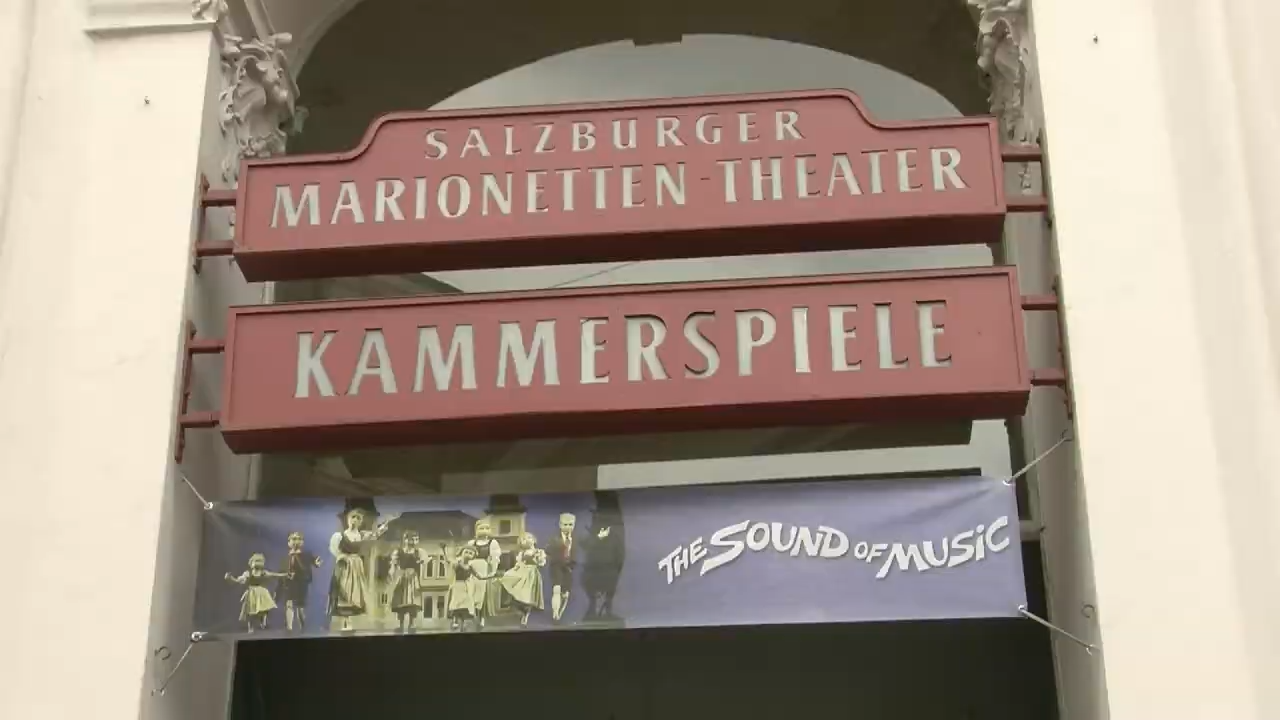 SALZBURGER
MARIONETTEN-THEATER
KAMMERSPIELE
THE SOUND OF MUSIC